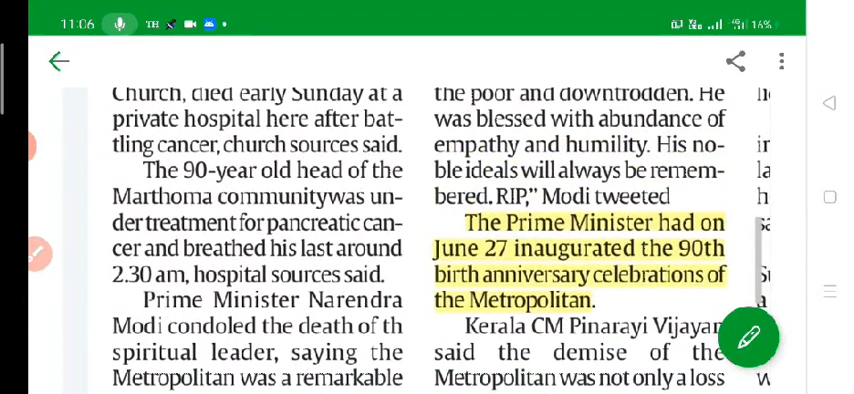 11:06
TH
16%
Church, died early Sunday at a
private hospital here after bat-
tling cancer, church sources said.
The 90-year old head of the
Marthoma communitywas un-
der treatment for pancreatic can-
cer and breathed his last around
2.30 am, hospital sources said.
Prime Minister Narendra
Modi condoled the death of th
spiritual leader, saying the
Metropolitan was a remarkable
the poor and downtrodden. He
was blessed with abundance of
empathy and humility. His no-
ble ideals will always be remem-
bered. RIP," Modi tweeted
The Prime Minister had on
June 27 inaugurated the 90th
birth anniversary celebrations of
the Metropolitan.
Kerala CM Pinarayi Vijayan
said the demise of the
Metropolitan was not only a loss